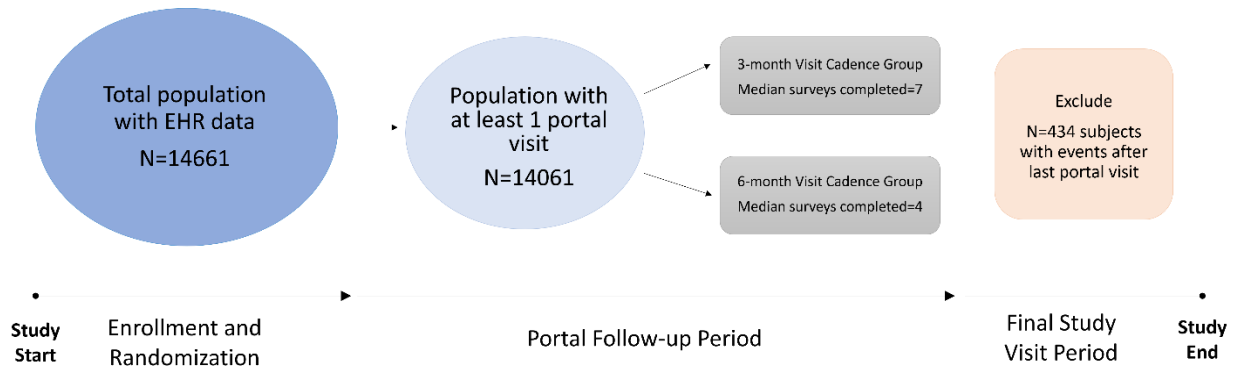 Total population
with EHR data
N=14661
Population with
at least 1 portal
visit
N=14061
3-month Visit Cadence Group
Median surveys completed=7
6-month Visit Cadence Group
Median surveys completed=4
Exclude
N=434 subjects
with events after
last portal visit
Study
Start
Enrollment and
Randomization
Portal Follow-up Period
Final Study
Visit Period
Study
End